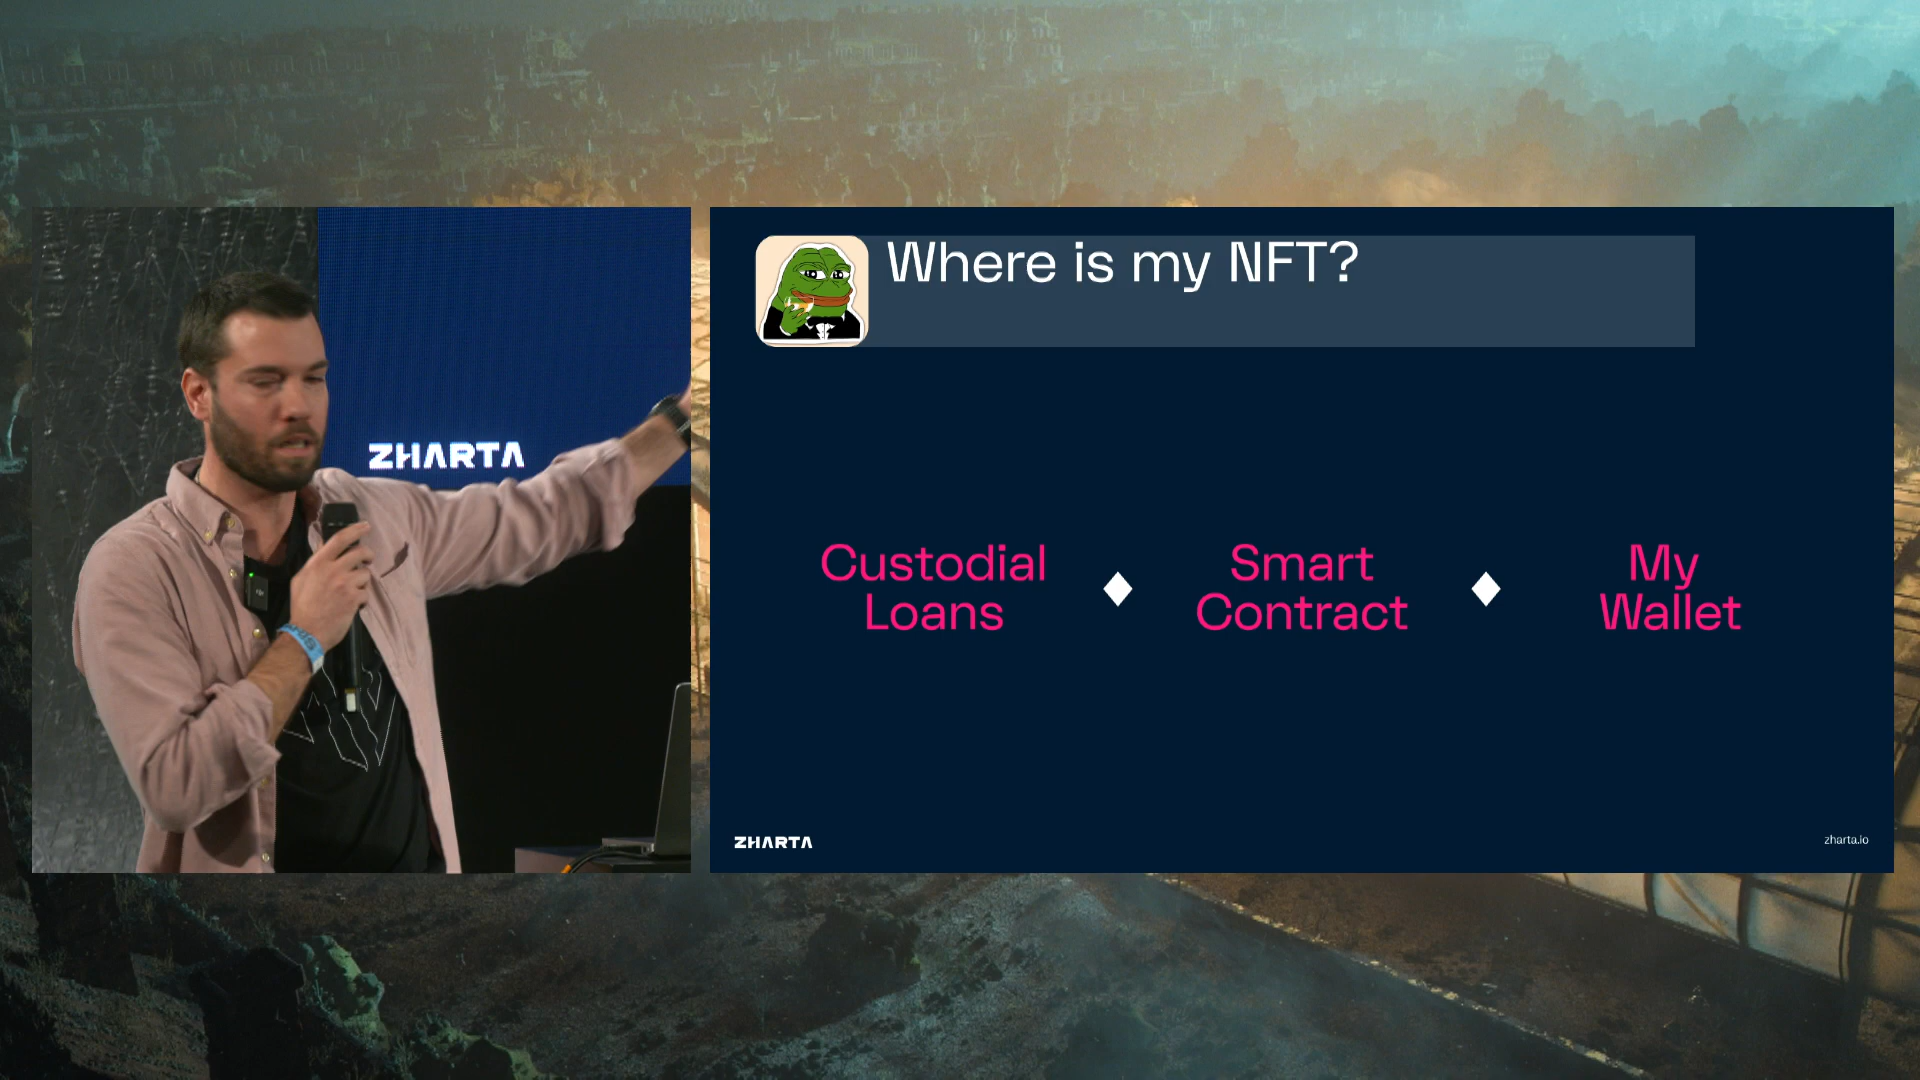 ZHARTA
Where is my NFT?
Custodial
Loans
Smart
Contract
My
Wallet
ZHARTA
zharta.io